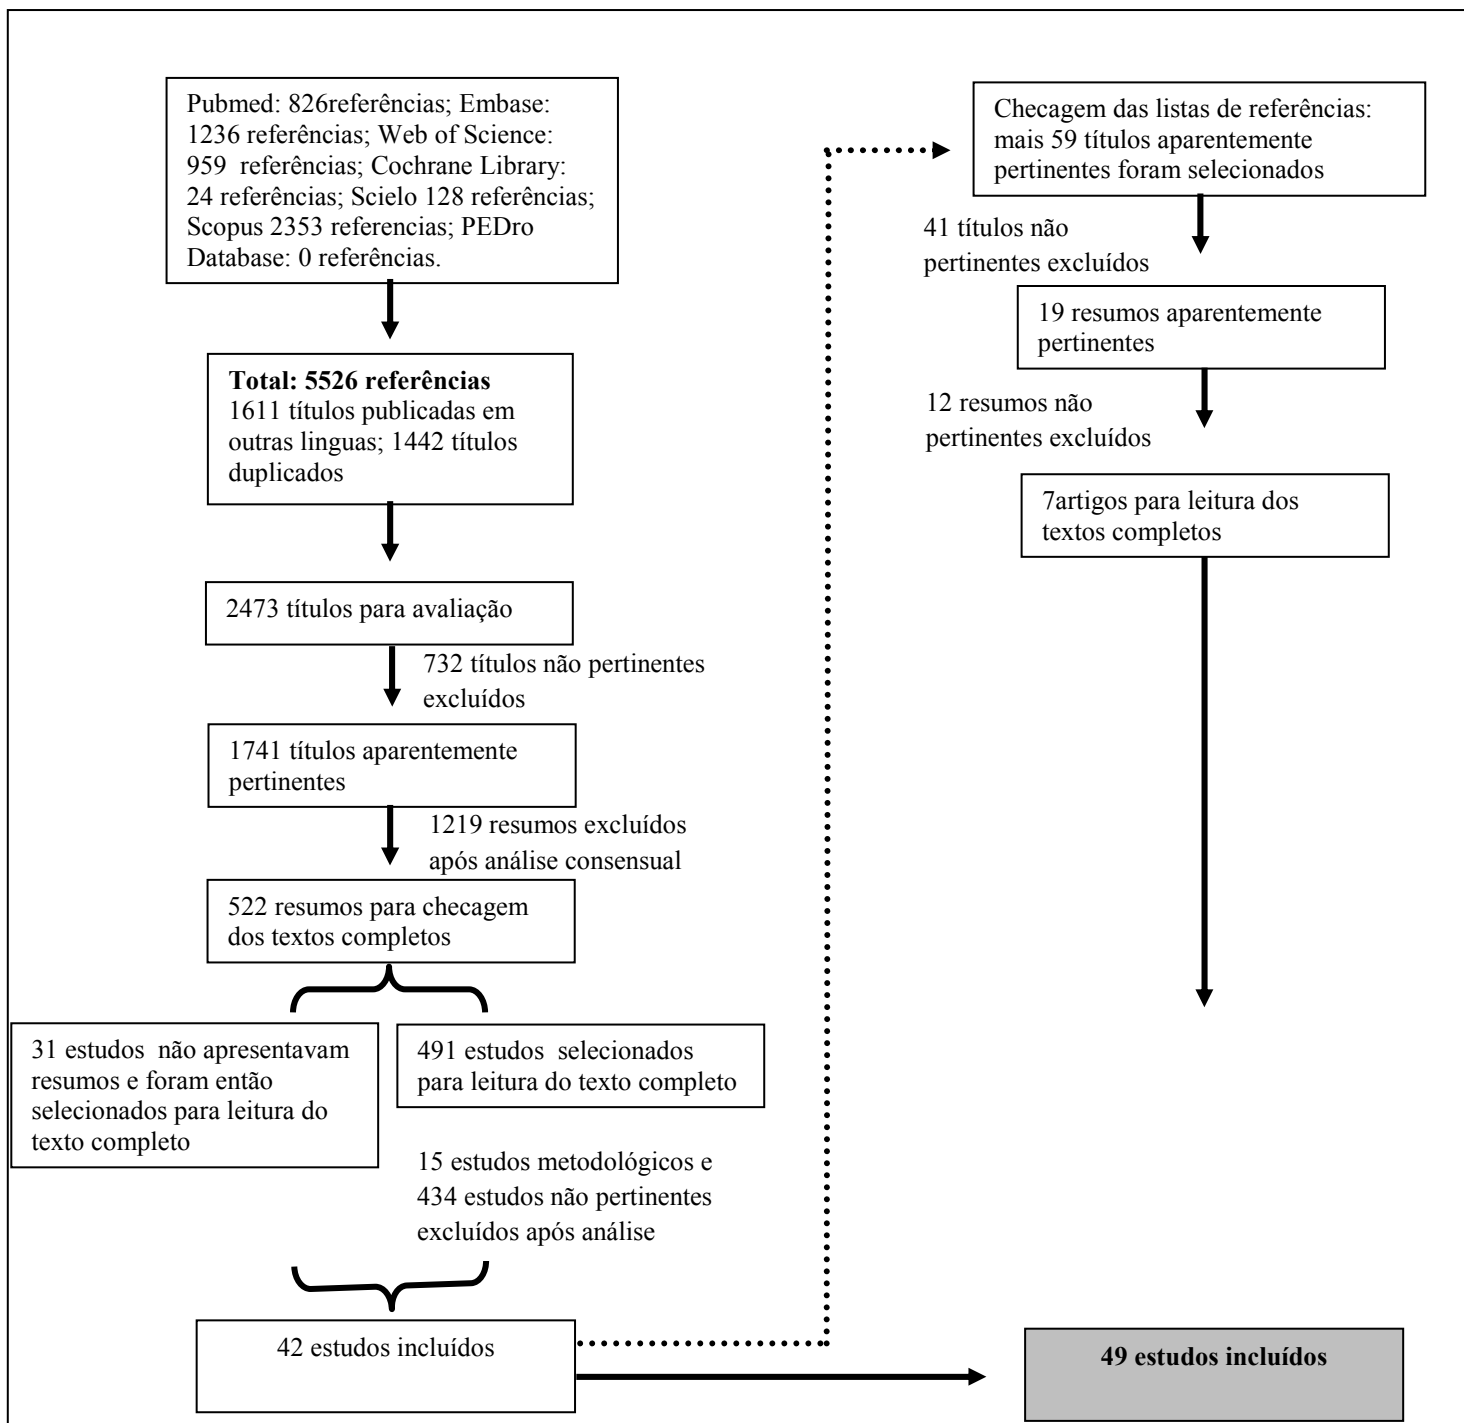 Pubmed: 826referências; Embase:
1236 referências; Web of Science:
959  referências; Cochrane Library:
24 referências; Scielo 128 referências;
Scopus 2353 referencias; PEDro
Database: 0 referências.
Total: 5526 referências
1611 títulos publicadas em
outras linguas; 1442 títulos
duplicados
2473 títulos para avaliação
732 títulos não pertinentes
excluídos
1741 títulos aparentemente
pertinentes
1219 resumos excluídos
após análise consensual
522 resumos para checagem
dos textos completos
31 estudos  não apresentavam
resumos e foram então
selecionados para leitura do
texto completo
491 estudos  selecionados
para leitura do texto completo
15 estudos metodológicos e
434 estudos não pertinentes
excluídos após análise
42 estudos incluídos
Checagem das listas de referências:
mais 59 títulos aparentemente
pertinentes foram selecionados
41 títulos não
pertinentes excluídos
19 resumos aparentemente
pertinentes
12 resumos não
pertinentes excluídos
7artigos para leitura dos
textos completos
49 estudos incluídos